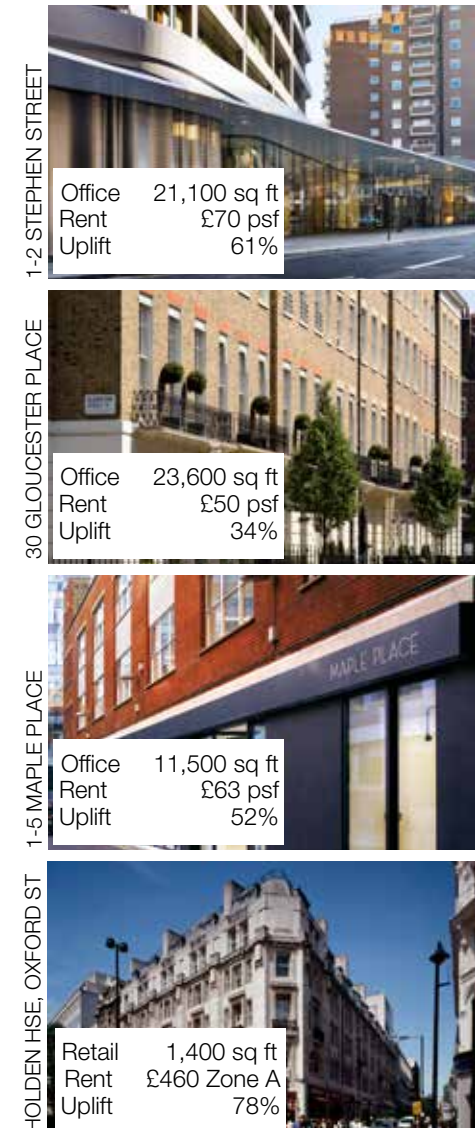 1-2 STEPHEN STREET
Office 21,100 sq ft
Rent £70 psf
Uplift 61%
30 GLOUCESTER PLACE
Office 23,600 sq ft
Rent £50 psf
Uplift 34%
1-5 MAPLE PLACE
MAPLE PLACE
Office 11,500 sq ft
Rent £63 psf
Uplift 52%
HOLDEN HSE, OXFORD ST
Retail 1,400 sq ft
Rent £460 Zone A
Uplift 78%